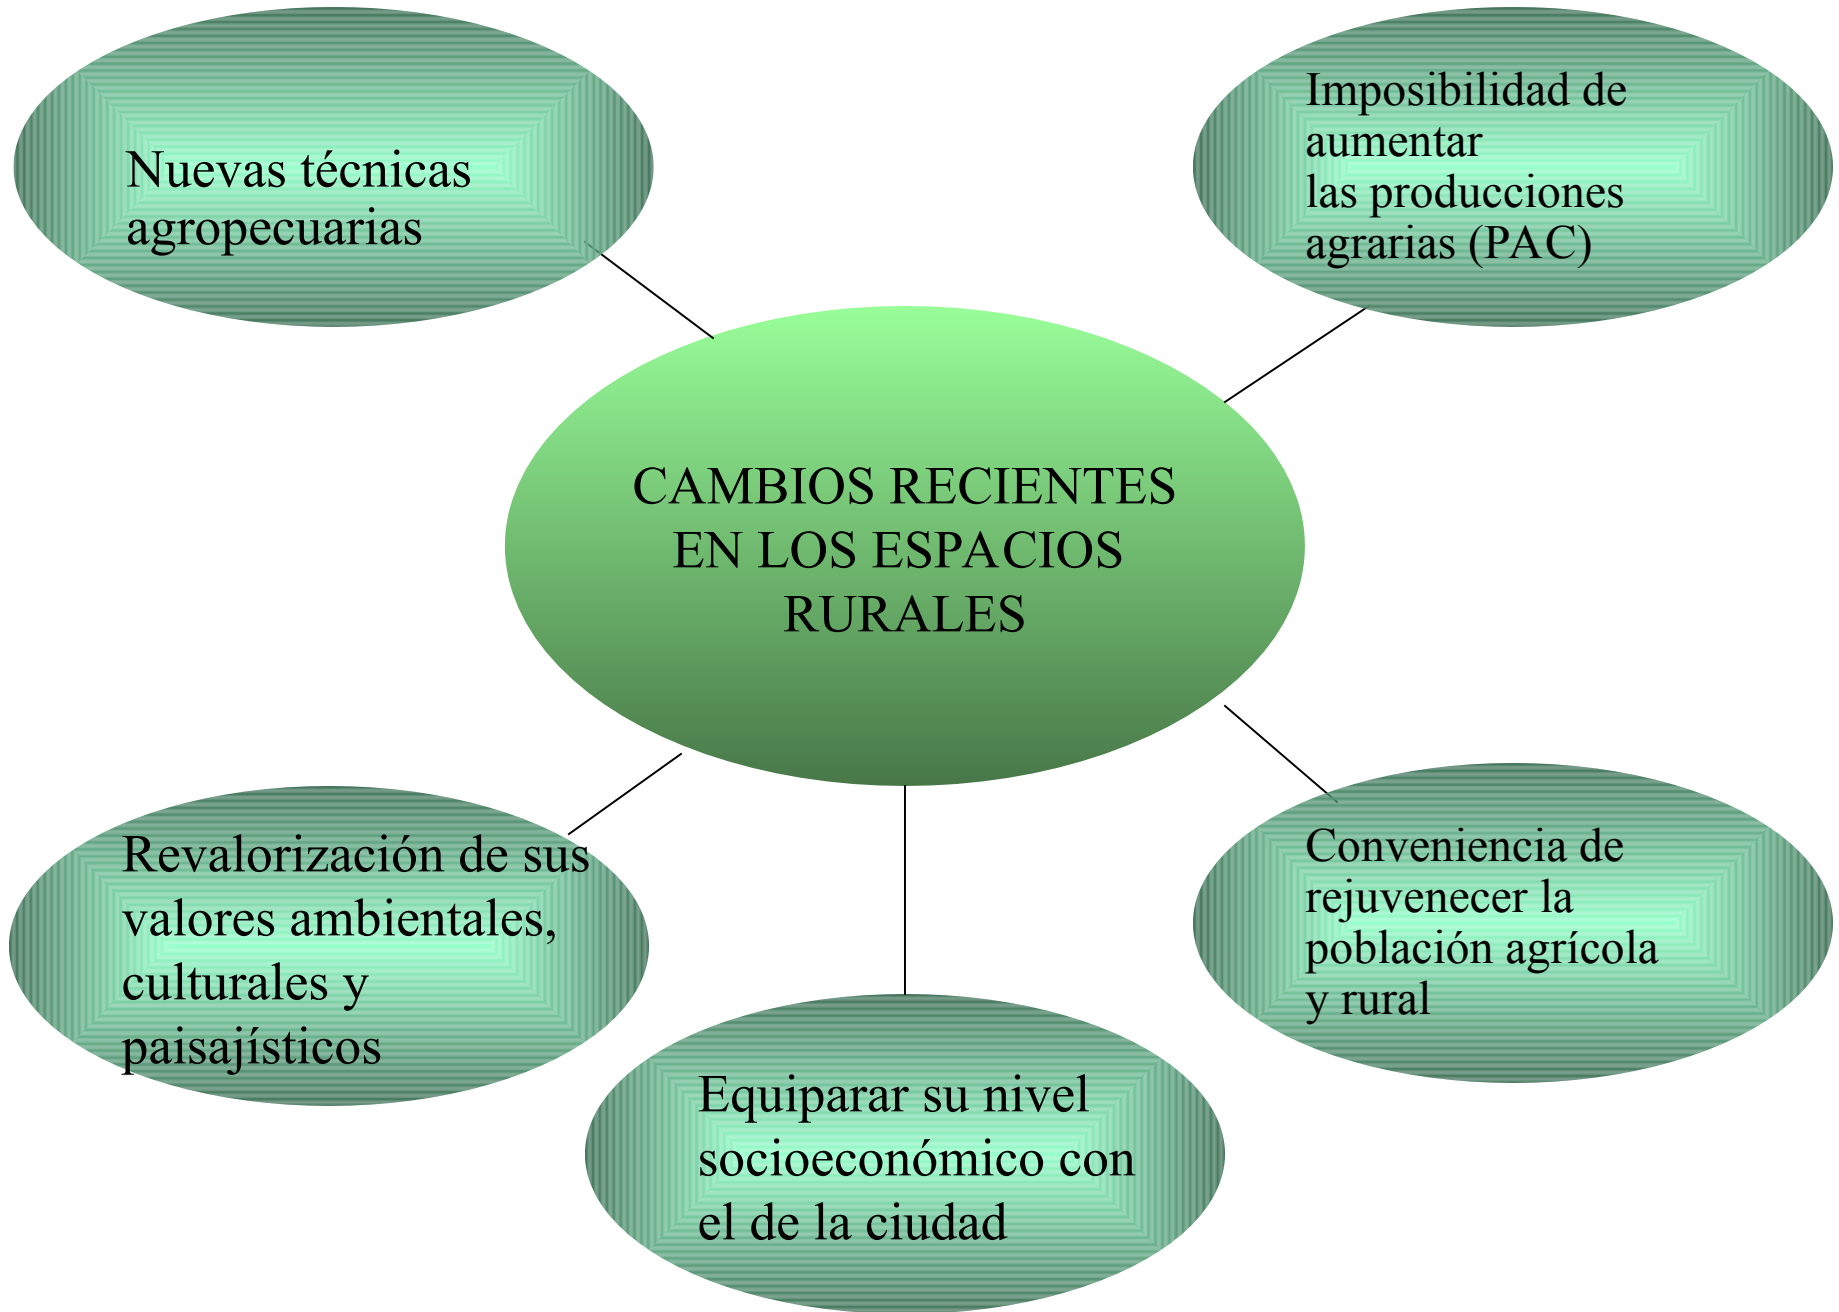 Nuevas técnicas
agropecuarias
Imposibilidad de
aumentar
las producciones
agrarias (PAC)
CAMBIOS RECIENTES
EN LOS ESPACIOS
RURALES
Revalorización de sus
valores ambientales,
culturales y
paisajísticos
Equiparar su nivel
socioeconómico con
el de la ciudad
Conveniencia de
rejuvenecer la
población agrícola
y rural